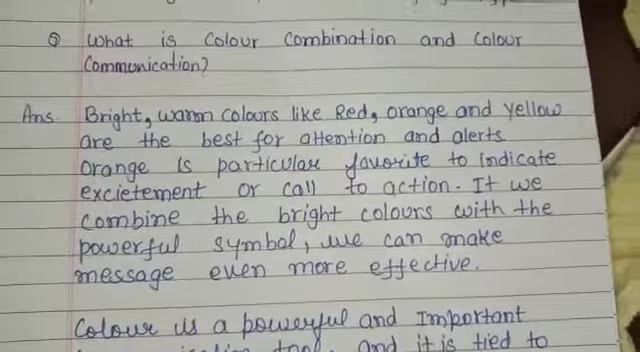 Q What is Colour Combination and Colour
Communication?
Ans. Bright, warm colours like Red, orange and yellow
are the best for attention and alerts
orange is particular favorite to indicate
excietement or call to action. It we
combine the bright colours with the
powerful symbol, we can make
message even more effective.
Colour is a powerful and Important
tool, and it is tied to